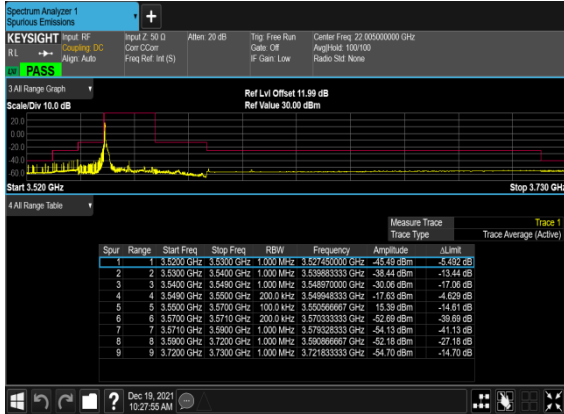 Spectrum Analyzer 1
Spurious Emissions
KEYSIGHT Input: RF Input Z: 50 Ω Atten: 20 dB Trig: Free Run Center Freq: 22.005000000 GHz
RL Coupling: DC Corr CCorr Gate: Off Avg|Hold: 100/100
Align: Auto Freq Ref: Int (S) IF Gain: Low Radio Std: None
PASS
3 All Range Graph
Ref Lvl Offset 11.99 dB
Scale/Div 10.0 dB Ref Value 30.00 dBm
20.0
0.00
-20.0
-40.0
-60.0
Start 3.520 GHz Stop 3.730 GHz
4 All Range Table
Measure Trace Trace 1
Trace Type Trace Average (Active)
Spur Range Start Freq Stop Freq RBW Frequency Amplitude ΔLimit
1 1 3.5200 GHz 3.5300 GHz 1.000 MHz 3.527450000 GHz -45.49 dBm -5.492 dB
2 2 3.5300 GHz 3.5400 GHz 1.000 MHz 3.539883333 GHz -38.44 dBm -13.44 dB
3 3 3.5400 GHz 3.5490 GHz 1.000 MHz 3.548970000 GHz -30.06 dBm -17.06 dB
4 4 3.5490 GHz 3.5500 GHz 200.0 kHz 3.549948333 GHz -17.63 dBm -4.629 dB
5 5 3.5500 GHz 3.5700 GHz 100.0 kHz 3.550566667 GHz 15.39 dBm -14.61 dB
6 6 3.5700 GHz 3.5710 GHz 200.0 kHz 3.570333333 GHz -52.69 dBm -39.69 dB
7 7 3.5710 GHz 3.5900 GHz 1.000 MHz 3.579328333 GHz -54.13 dBm -41.13 dB
8 8 3.5900 GHz 3.7200 GHz 1.000 MHz 3.590866667 GHz -52.18 dBm -27.18 dB
9 9 3.7200 GHz 3.7300 GHz 1.000 MHz 3.721833333 GHz -54.70 dBm -14.70 dB
Dec 19, 2021
10:27:55 AM